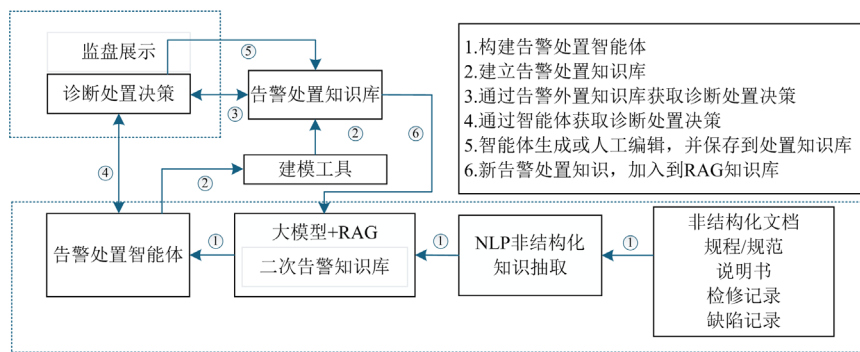 监盘展示
⑤
诊断处置决策
③
告警处置知识库
②
⑥
④
②
建模工具
告警处置智能体
①
大模型+RAG
二次告警知识库
①
NLP非结构化
知识抽取
①
非结构化文档
规程/规范
说明书
检修记录
缺陷记录
1.构建告警处置智能体
2.建立告警处置知识库
3.通过告警外置知识库获取诊断处置决策
4.通过智能体获取诊断处置决策
5.智能体生成或人工编辑，并保存到处置知识库
6.新告警处置知识，加入到RAG知识库